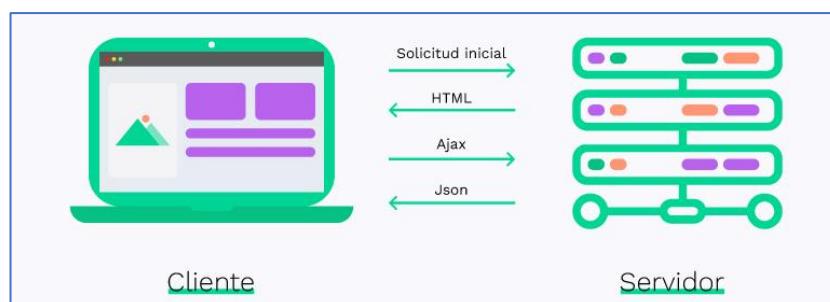 Solicitud inicial
HTML
Ajax
Json
Cliente
Servidor